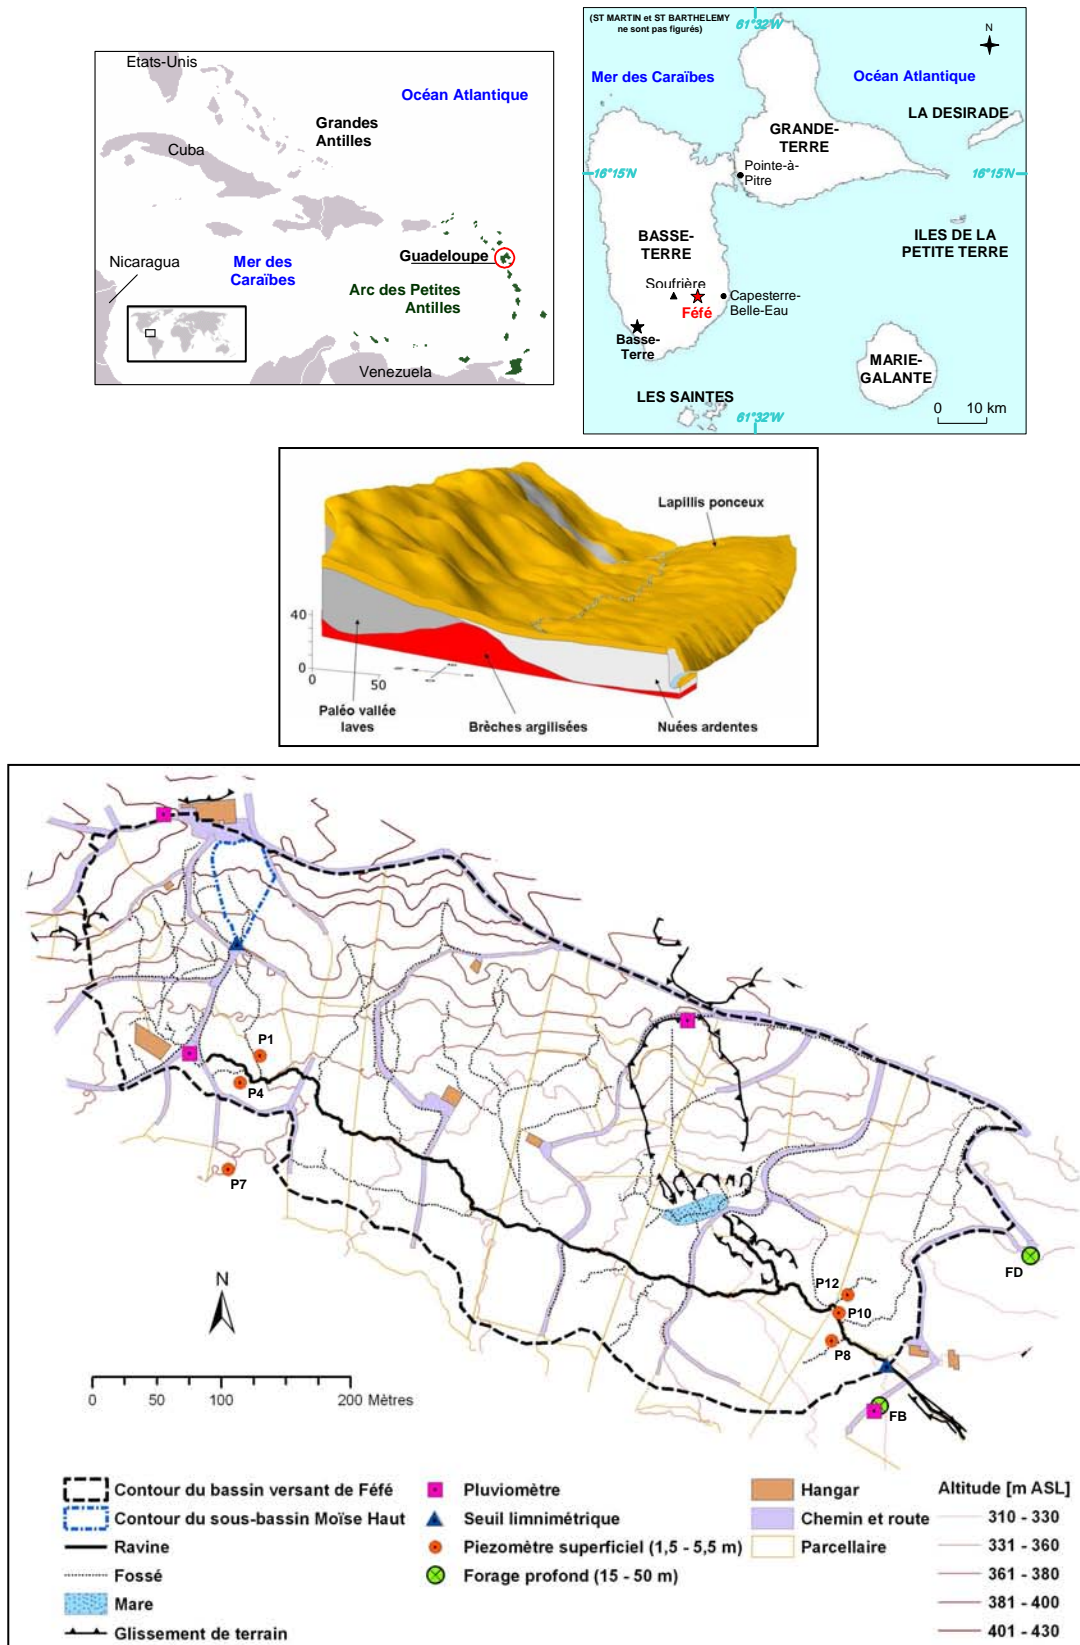 Etats-Unis
Océan Atlantique
Grandes
Antilles
Cuba
Guadeloupe
Nicaragua
Mer des
Caraïbes
Arc des Petites
Antilles
Venezuela
(ST MARTIN et ST BARTHELEMY
ne sont pas figurés)
61°32'W
N
Mer des Caraïbes
Océan Atlantique
LA DESIRADE
GRANDE-
TERRE
Pointe-à-
Pitre
16°15'N
16°15'N
BASSE-
TERRE
ILES DE LA
PETITE TERRE
Soufrière
Féfé
Capesterre-
Belle-Eau
Basse-
Terre
MARIE-
GALANTE
LES SAINTES
61°32'W
0 10 km
Lapillis ponceux
40
0
0
50
Paléo vallée
laves
Brèches argilisées
Nuées ardentes
P1
P4
P7
N
P12
P10
P8
FD
FB
0 50 100 200 Mètres
Contour du bassin versant de Féfé
Contour du sous-bassin Moïse Haut
Ravine
Fossé
Mare
Glissement de terrain
Pluviomètre
Seuil limnimétrique
Piezomètre superficiel (1,5 - 5,5 m)
Forage profond (15 - 50 m)
Hangar
Chemin et route
Parcellaire
Altitude [m ASL]
310 - 330
331 - 360
361 - 380
381 - 400
401 - 430